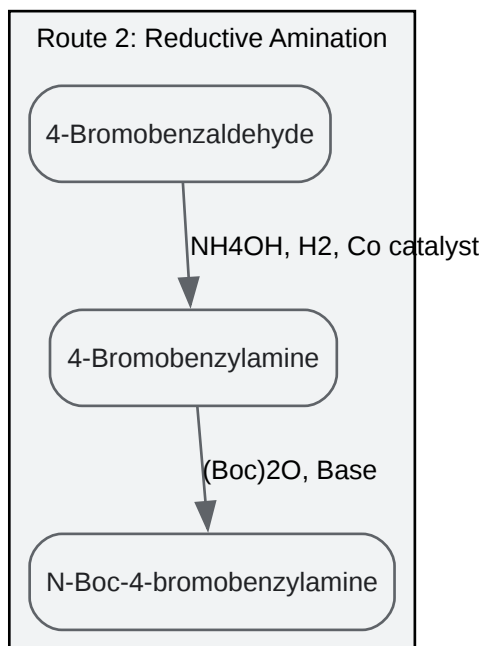 Route 2: Reductive Amination
4-Bromobenzaldehyde
NH4OH, H2, Co catalyst
4-Bromobenzylamine
(Boc)2O, Base
N-Boc-4-bromobenzylamine